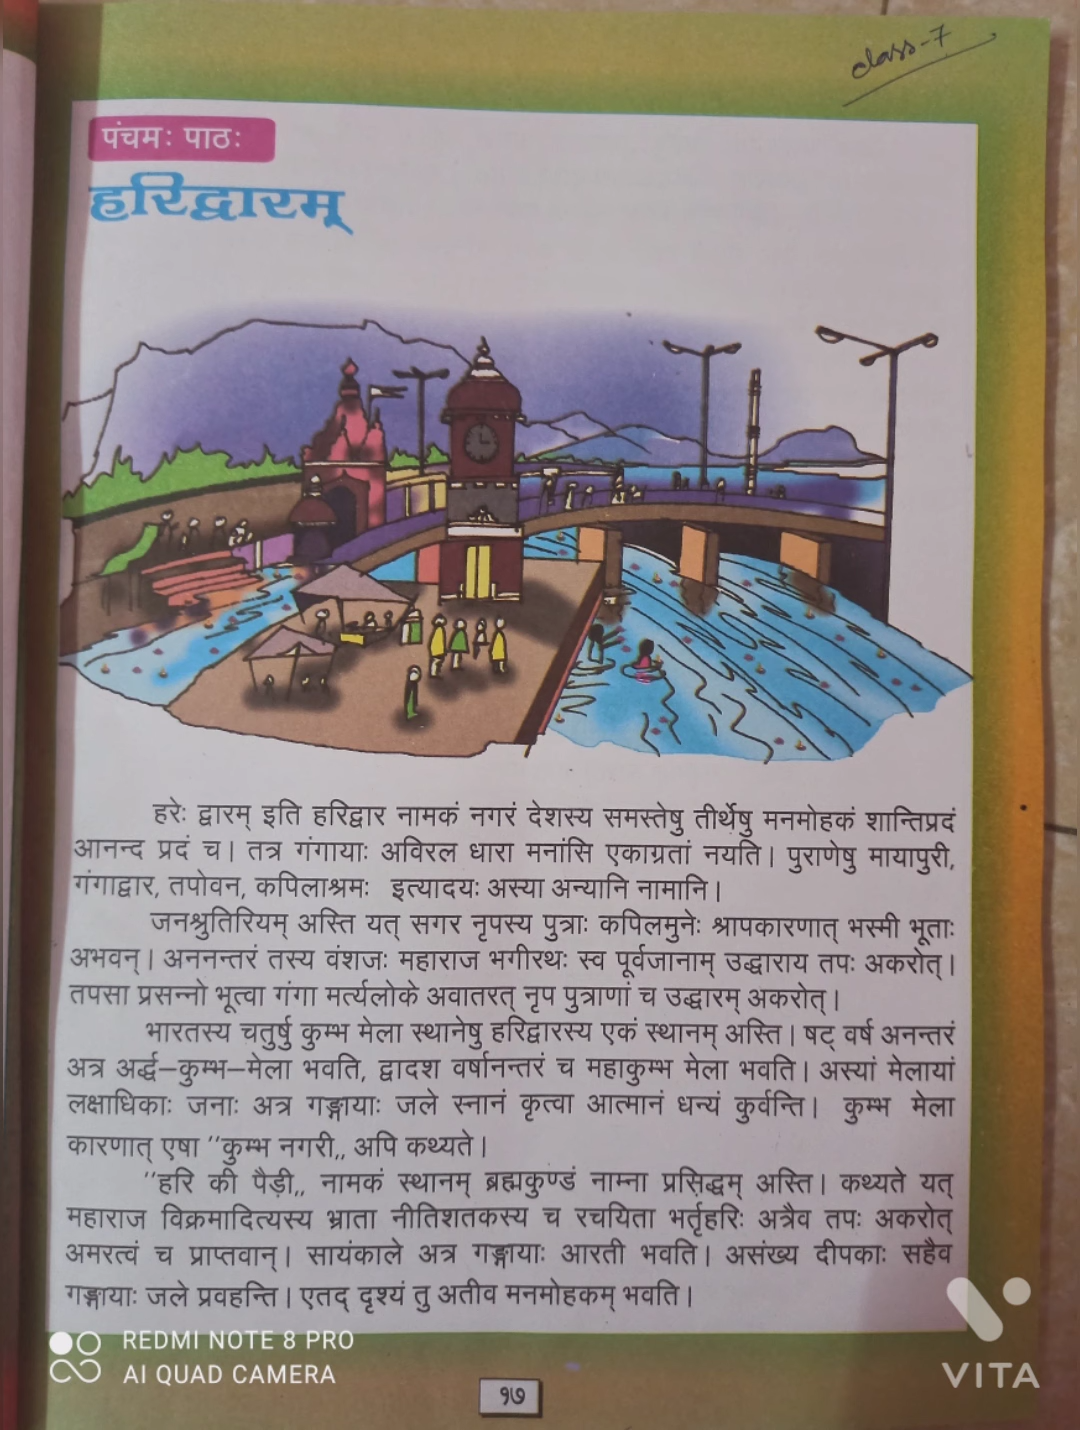 class-7
पंचमः पाठः
हरिद्वारम्
हरेः द्वारम् इति हरिद्वार नामकं नगरं देशस्य समस्तेषु तीर्थेषु मनमोहकं शान्तिप्रदं
आनन्द प्रदं च। तत्र गंगायाः अविरल धारा मनांसि एकाग्रतां नयति। पुराणेषु मायापुरी,
गंगाद्वार, तपोवन, कपिलाश्रमः इत्यादयः अस्या अन्यानि नामानि।
जनश्रुतिरियम् अस्ति यत् सगर नृपस्य पुत्राः कपिलमुनेः श्रापकारणात् भस्मी भूताः
अभवन्। अननन्तरं तस्य वंशजः महाराज भगीरथः स्व पूर्वजानाम् उद्धाराय तपः अकरोत्।
तपसा प्रसन्नो भूत्वा गंगा मर्त्यलोके अवातरत् नृप पुत्राणां च उद्धारम् अकरोत्।
भारतस्य चतुर्षु कुम्भ मेला स्थानेषु हरिद्वारस्य एकं स्थानम् अस्ति। षट् वर्ष अनन्तरं
अत्र अर्द्ध–कुम्भ–मेला भवति, द्वादश वर्षानन्तरं च महाकुम्भ मेला भवति। अस्यां मेलायां
लक्षाधिकाः जनाः अत्र गङ्गायाः जले स्नानं कृत्वा आत्मानं धन्यं कुर्वन्ति। कुम्भ मेला
कारणात् एषा ''कुम्भ नगरी,, अपि कथ्यते।
''हरि की पैड़ी,, नामकं स्थानम् ब्रह्मकुण्डं नाम्ना प्रसि़द्धम् अस्ति। कथ्यते यत्
महाराज विक्रमादित्यस्य भ्राता नीतिशतकस्य च रचयिता भर्तृहरिः अत्रैव तपः अकरोत्
अमरत्वं च प्राप्तवान्। सायंकाले अत्र गङ्गायाः आरती भवति। असंख्य दीपकाः सहैव
गङ्गायाः जले प्रवहन्ति। एतद् दृश्यं तु अतीव मनमोहकम् भवति।
REDMI NOTE 8 PRO
AI QUAD CAMERA
VITA
१७